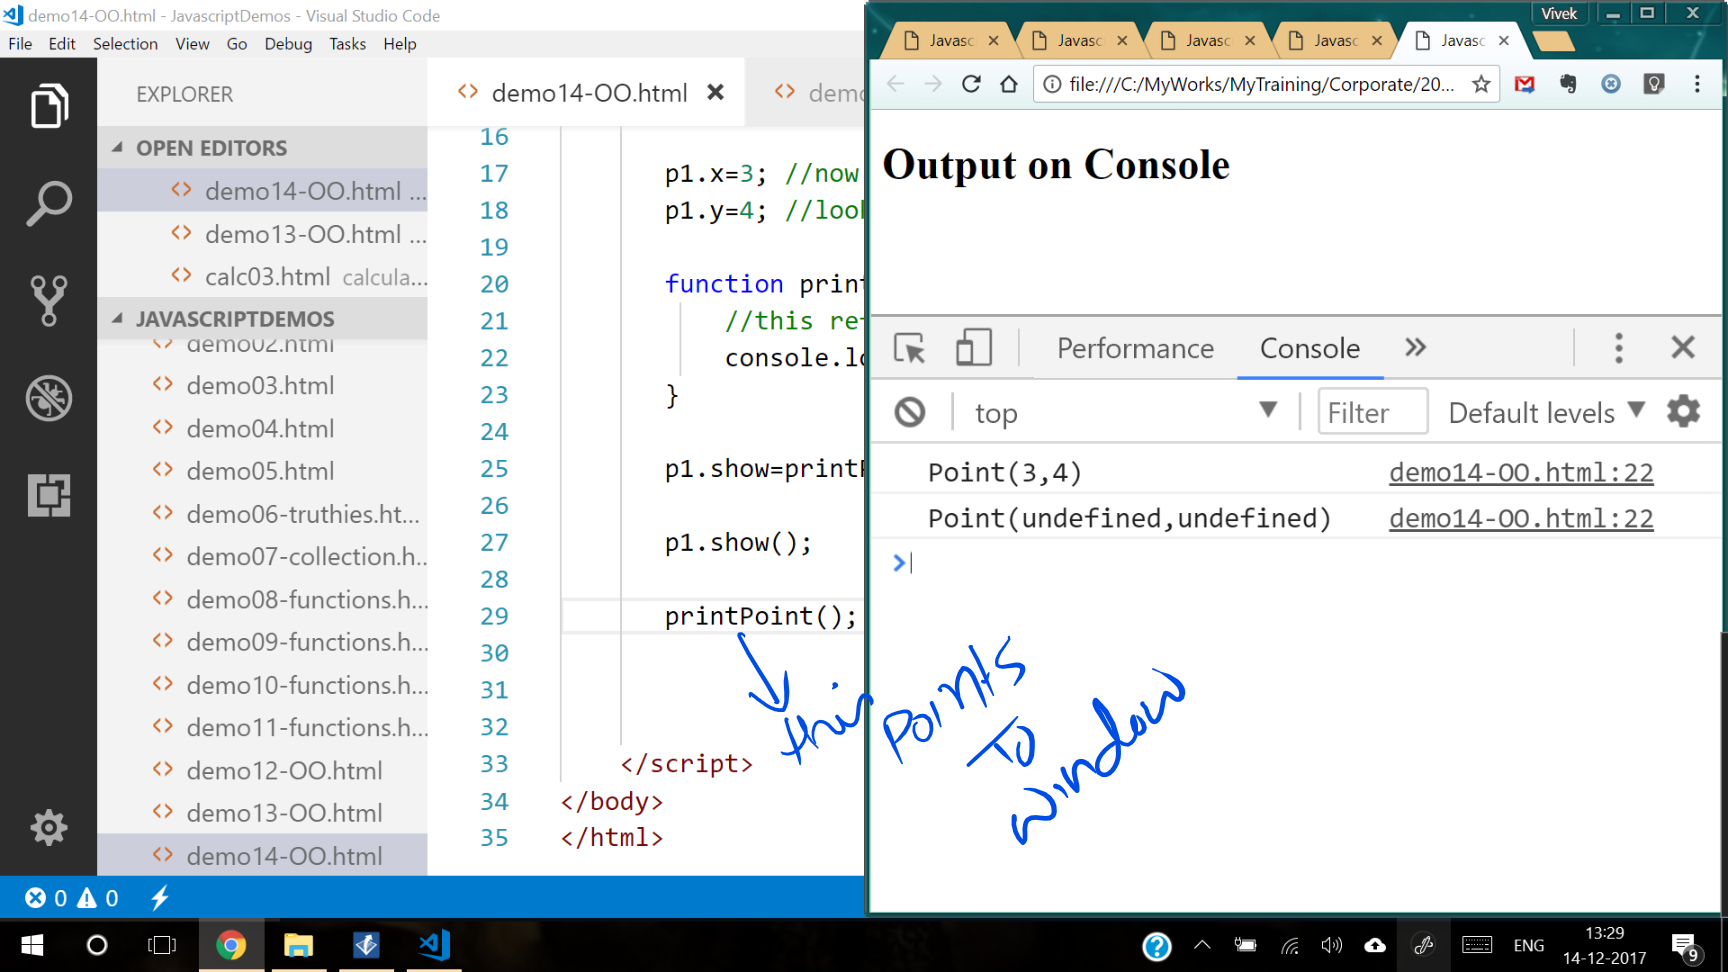 demo14-OO.html - JavascriptDemos - Visual Studio Code
File Edit Selection View Go Debug Tasks Help
EXPLORER
OPEN EDITORS
demo14-OO.html ...
demo13-OO.html ...
calc03.html calcula...
JAVASCRIPTDEMOS
demo02.html
demo03.html
demo04.html
demo05.html
demo06-truthies.ht...
demo07-collection.h...
demo08-functions.h...
demo09-functions.h...
demo10-functions.h...
demo11-functions.h...
demo12-OO.html
demo13-OO.html
demo14-OO.html
0 0
demo14-OO.html demo
16
17 p1.x=3; //now
18 p1.y=4; //look
19
20 function print
21 //this ref
22 console.lo
23 }
24
25 p1.show=printP
26
27 p1.show();
28
29 printPoint();
30
31
32
33 </script>
34 </body>
35 </html>
Vivek
Javasc Javasc Javasc Javasc Javasc
file:///C:/MyWorks/MyTraining/Corporate/20...
Output on Console
Performance Console
top Filter Default levels
Point(3,4) demo14-OO.html:22
Point(undefined,undefined) demo14-OO.html:22
this points
To
window
ENG
13:29
14-12-2017
9